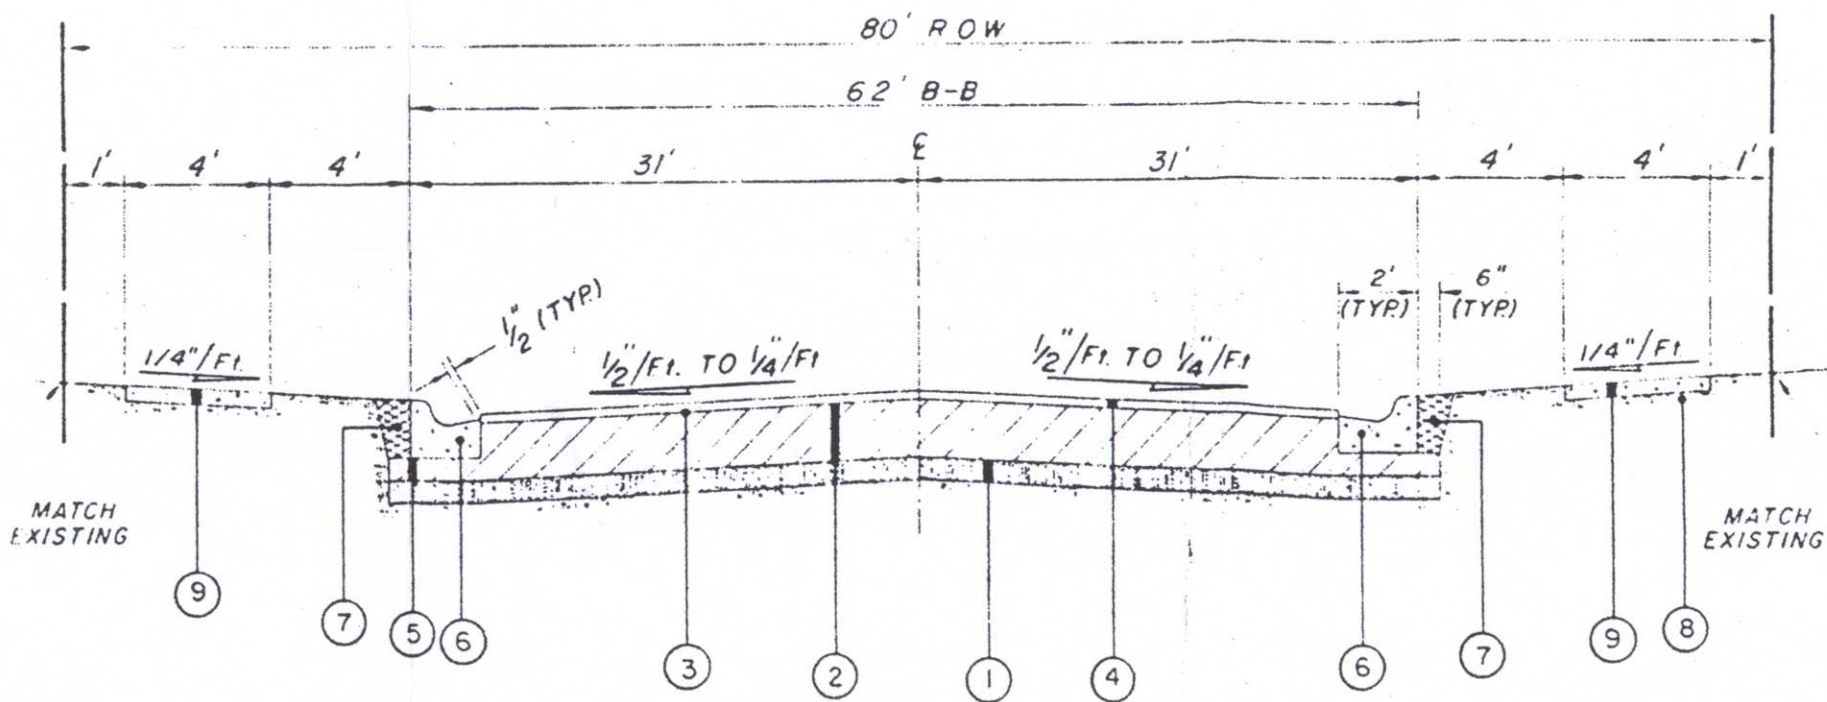 80' ROW
62' B-B
℄
1' 4' 4' 31' 31' 4' 4' 1'
2' 6"
(TYP.) (TYP.)
1/2" (TYP.)
1/4"/Ft. 1/2"/Ft. TO 1/4"/Ft 1/2"/Ft. TO 1/4"/Ft 1/4"/Ft.
MATCH
EXISTING
MATCH
EXISTING
9 7 5 6 3 2 1 4 6 7 9 8